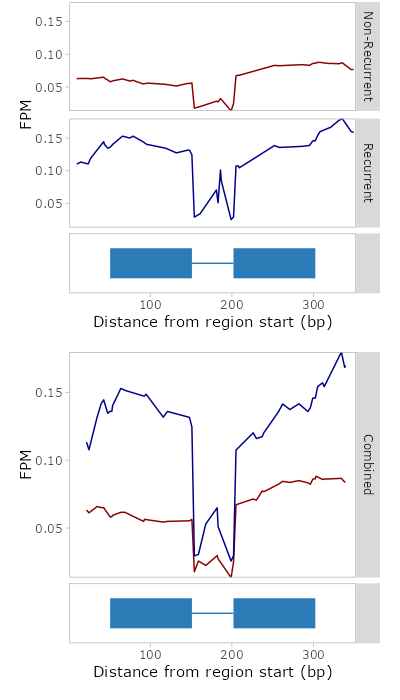 Non-Recurrent
0.15
0.10
0.05
FPM
Recurrent
0.15
0.10
0.05
100 200 300
Distance from region start (bp)
Combined
0.15
0.10
0.05
FPM
100 200 300
Distance from region start (bp)